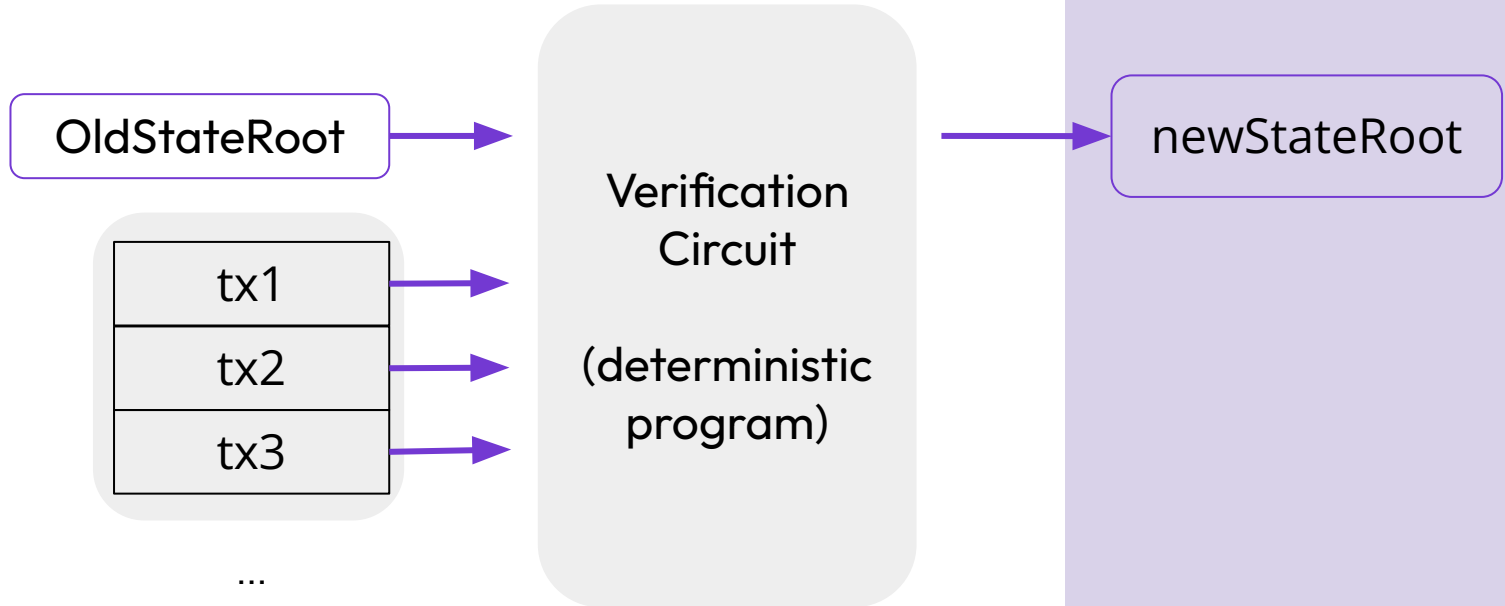 OldStateRoot
tx1
tx2
tx3
...
Verification
Circuit
(deterministic
program)
newStateRoot